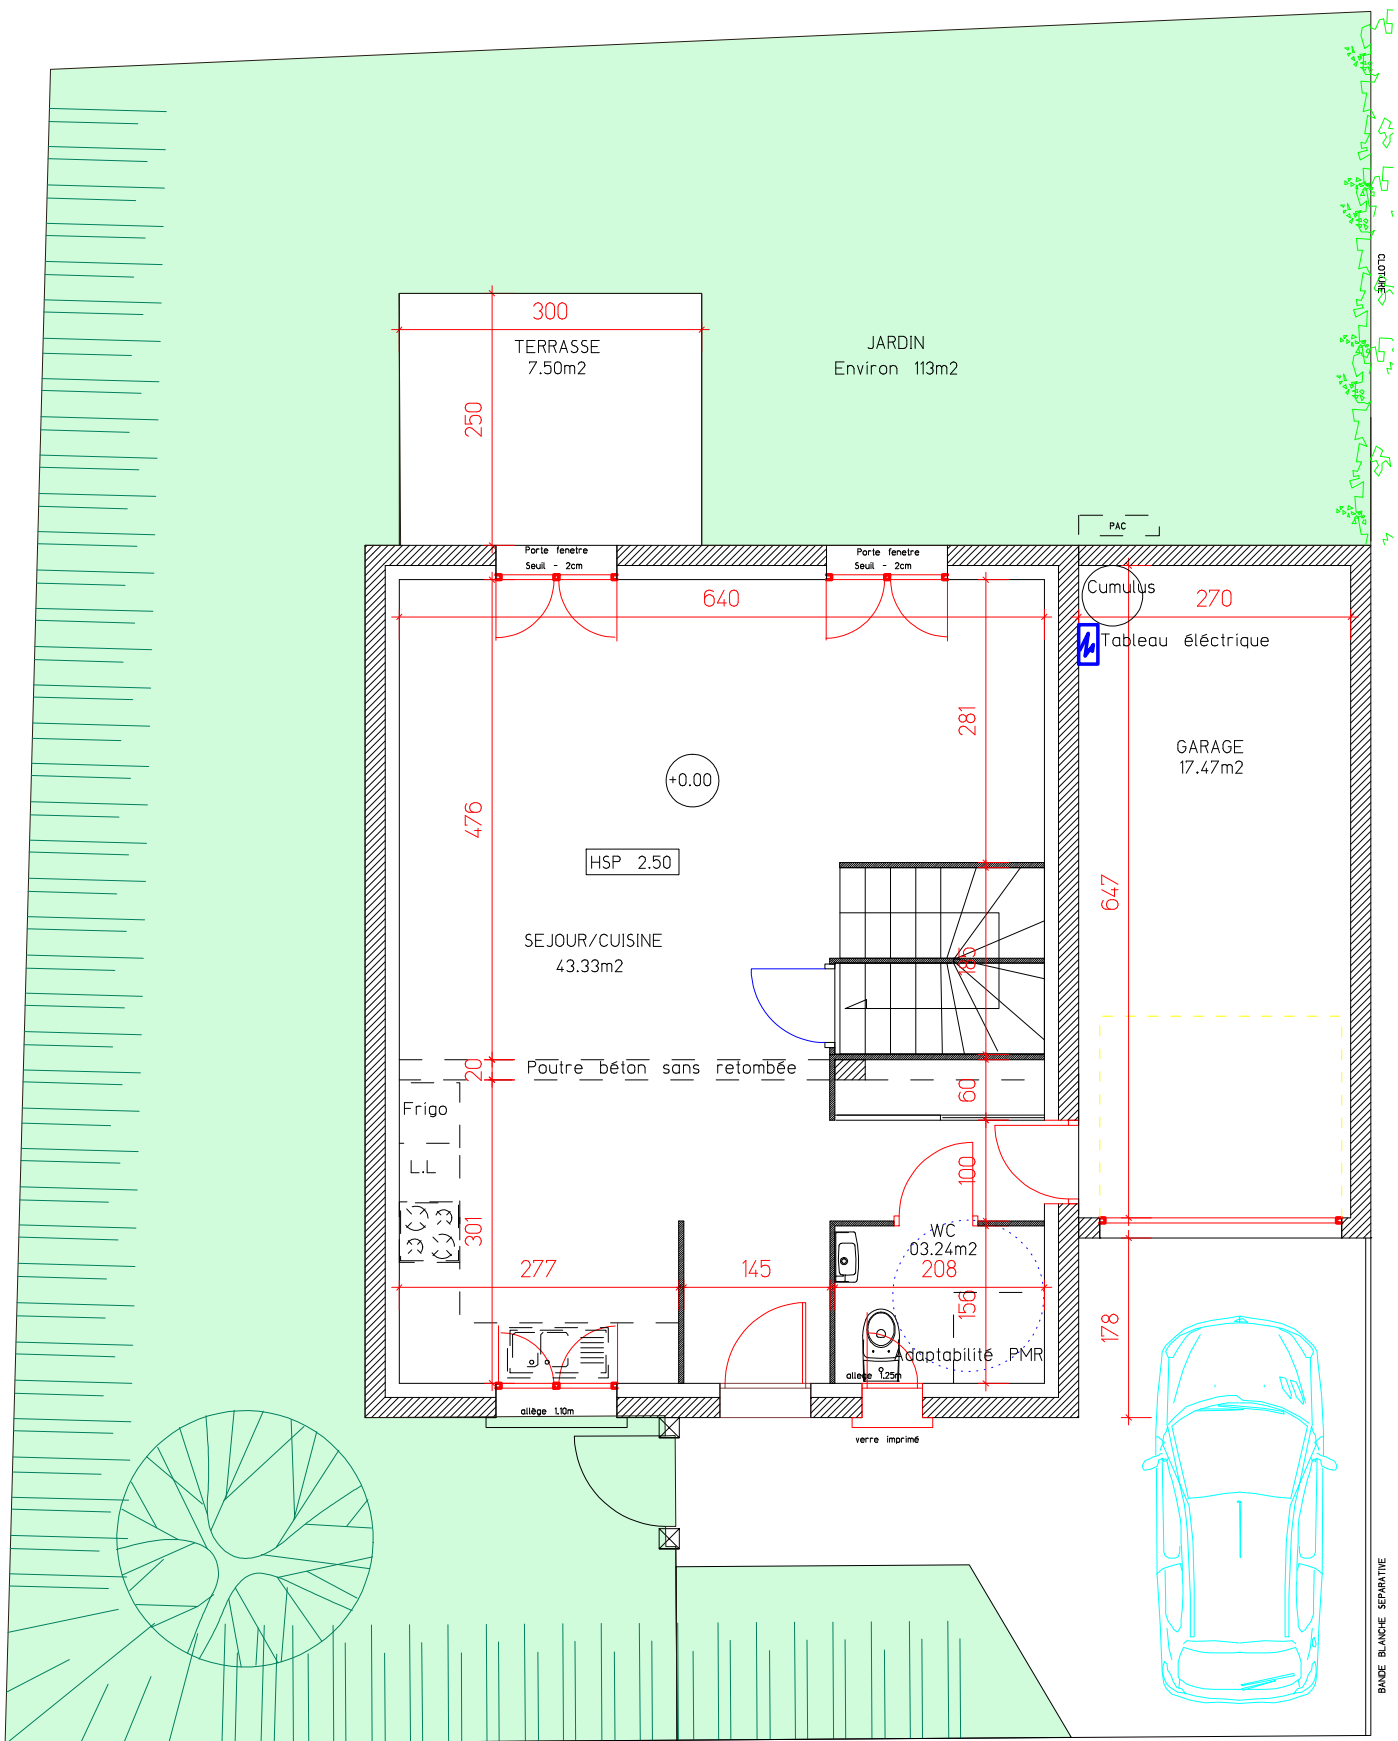 CLOTURE
300
TERRASSE
7.50m2
JARDIN
Environ 113m2
250
PAC
Porte fenetre
Seuil - 2cm
Porte fenetre
Seuil - 2cm
Cumulus
640
270
Tableau éléctrique
281
GARAGE
17.47m2
+0.00
476
HSP 2.50
647
SEJOUR/CUISINE
43.33m2
185
20
Poutre béton sans retombée
60
Frigo
L.L
100
301
WC
03.24m2
277
145
208
156
178
Adaptabilité PMR
allege 1.25m
allège 1.10m
verre imprimé
BANDE BLANCHE SEPARATIVE